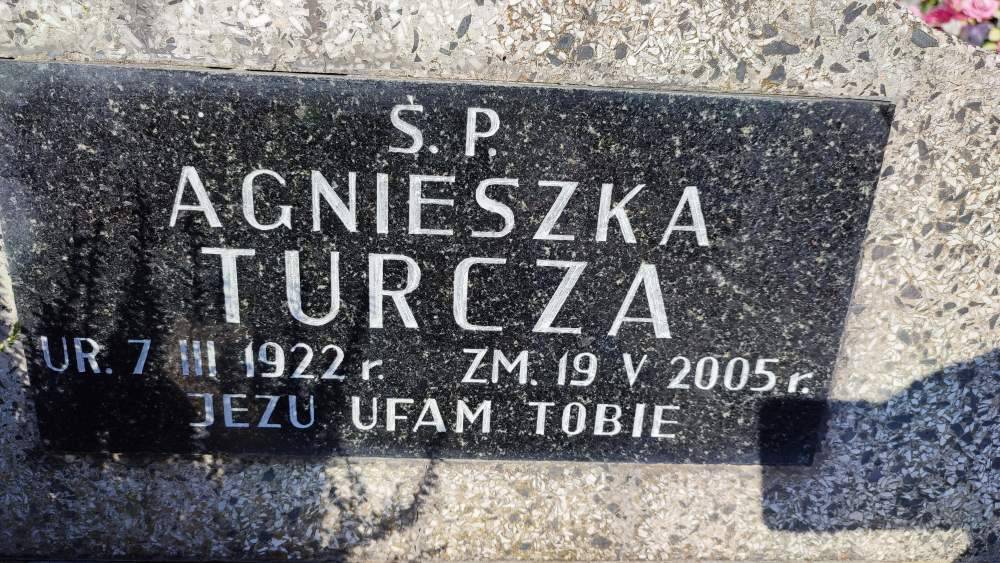 Ś. P.
AGNIESZKA
TURCZA
UR. 7 III 1922 r. ZM. 19 V 2005 r.
JEZU UFAM TOBIE